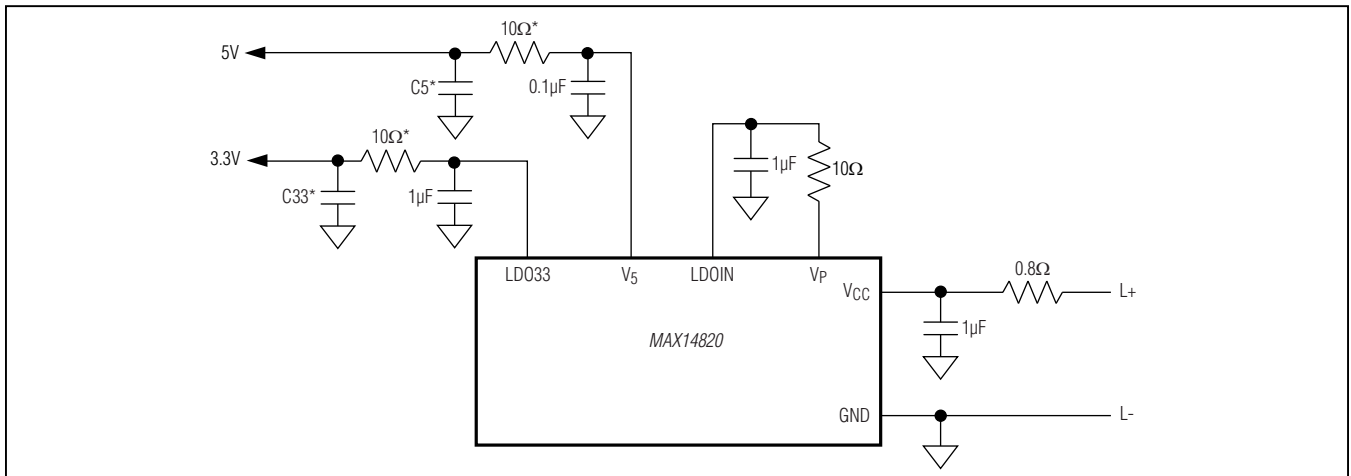 10Ω*
5V
C5*
0.1µF
10Ω*
3.3V
C33*
1µF
1µF
10Ω
LDO33
V5
LDOIN
VP
VCC
0.8Ω
L+
1µF
MAX14820
GND
L-